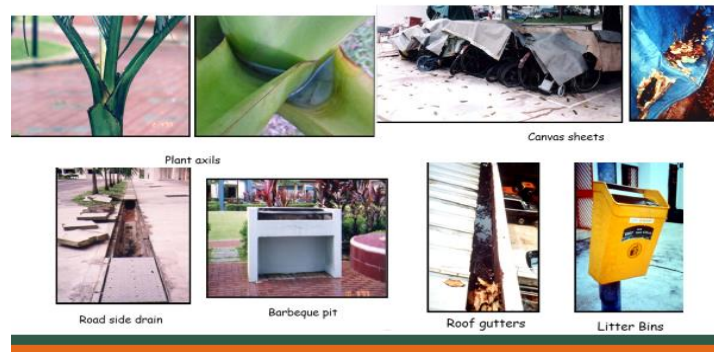 Canvas sheets
Plant axils
Road side drain
Barbeque pit
Roof gutters
Litter Bins